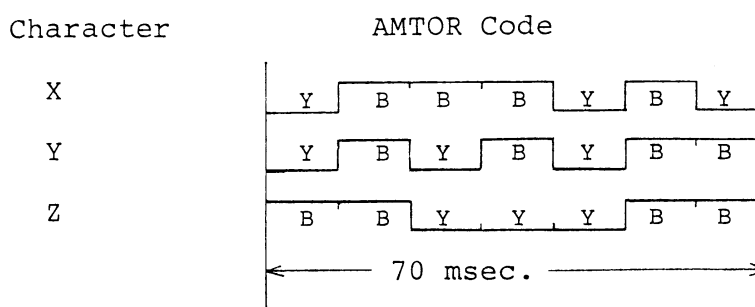 Character AMTOR Code
X Y B B B Y B Y
Y Y B Y B Y B B
Z B B Y Y Y B B
70 msec.